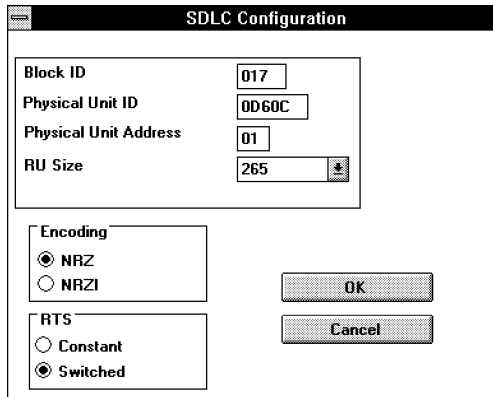 SDLC Configuration
Block ID 017
Physical Unit ID 0D60C
Physical Unit Address 01
RU Size 265
Encoding
NRZ
NRZI
OK
RTS
Cancel
Constant
Switched